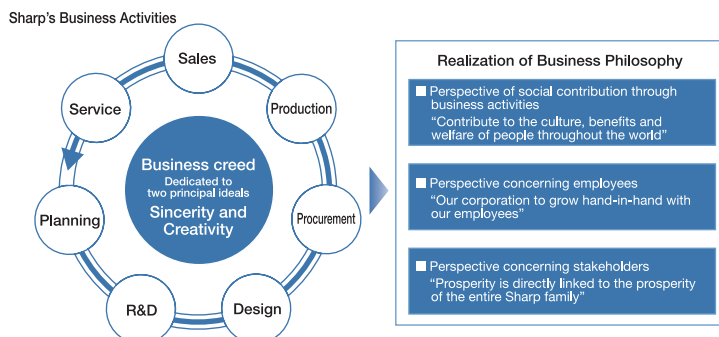 Sharp's Business Activities
Sales
Service
Production
Business creed
Dedicated to
two principal ideals
Sincerity and
Creativity
Planning
Procurement
R&D
Design
Realization of Business Philosophy
Perspective of social contribution through
business activities
“Contribute to the culture, benefits and
welfare of people throughout the world”
Perspective concerning employees
“Our corporation to grow hand-in-hand with
our employees”
Perspective concerning stakeholders
“Prosperity is directly linked to the prosperity
of the entire Sharp family”